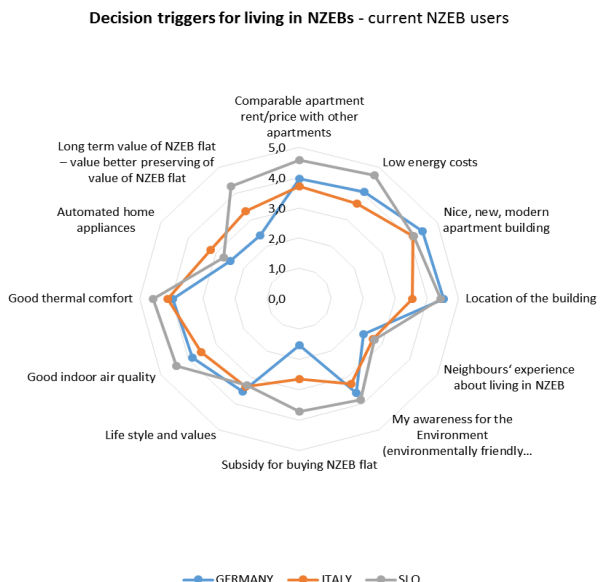 Decision triggers for living in NZEBs - current NZEB users
Comparable apartment
rent/price with other
apartments
5,0
4,0
3,0
2,0
1,0
0,0
Low energy costs
Nice, new, modern
apartment building
Location of the building
Neighbours‘ experience
about living in NZEB
My awareness for the
Environment
(environmentally friendly…
Subsidy for buying NZEB flat
Life style and values
Good indoor air quality
Good thermal comfort
Automated home
appliances
Long term value of NZEB flat
– value better preserving of
value of NZEB flat
GERMANY ITALY SLO